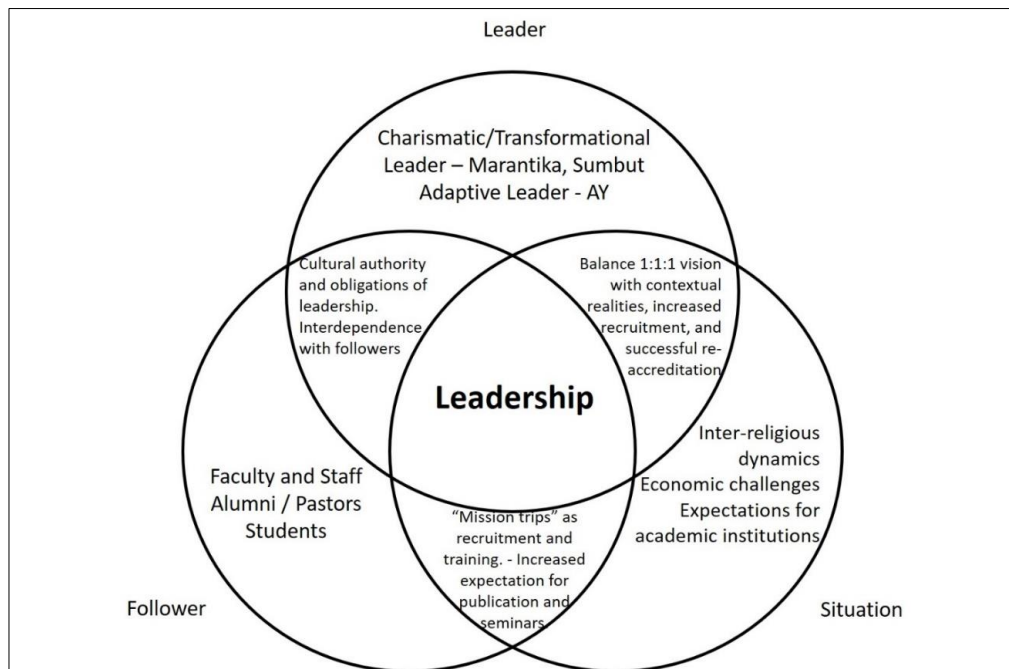 Leader
Charismatic/Transformational
Leader – Marantika, Sumbut
Adaptive Leader - AY
Cultural authority
and obligations of
leadership.
Interdependence
with followers
Balance 1:1:1 vision
with contextual
realities, increased
recruitment, and
successful re-
accreditation
Leadership
Inter-religious
dynamics
Economic challenges
Expectations for
academic institutions
Faculty and Staff
Alumni / Pastors
Students
“Mission trips” as
recruitment and
training. - Increased
expectation for
publication and
seminars
Follower
Situation